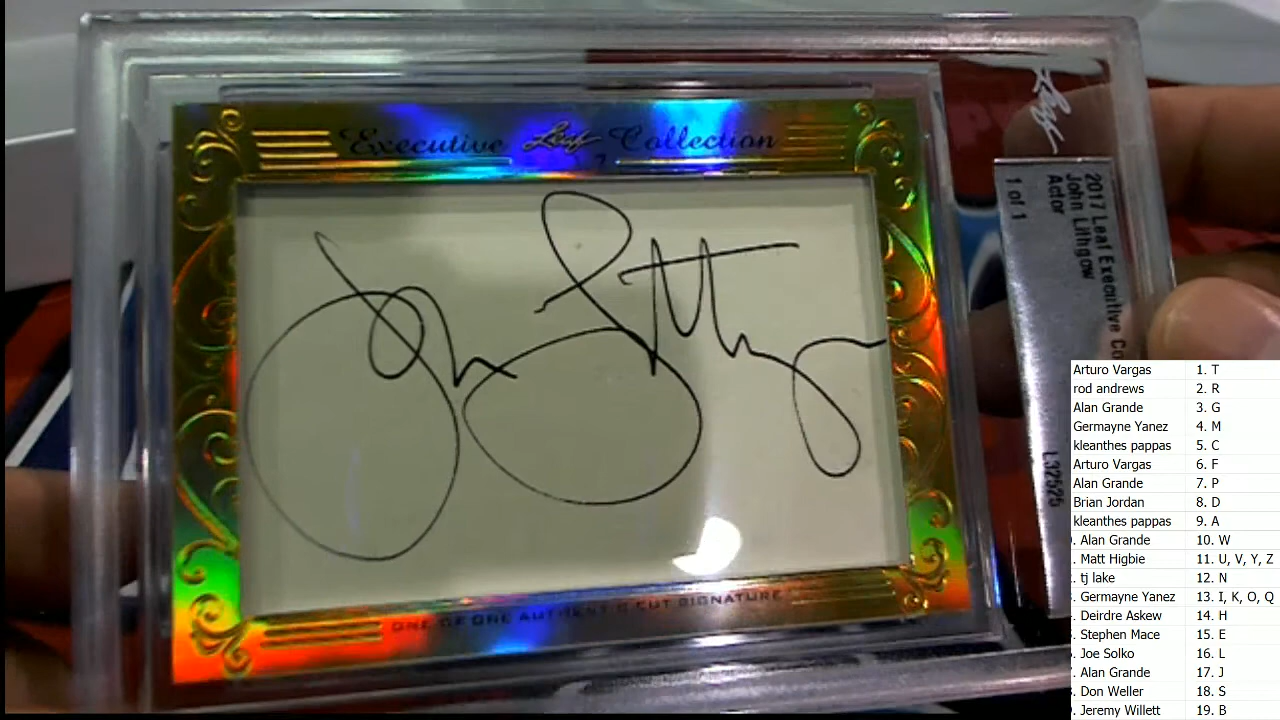 Executive Leaf Collection
John Lithgow
ONE OF ONE AUTHENTIC CUT SIGNATURE
Leaf
2017 Leaf Executive Co
John Lithgow
Actor
1 of 1
L32525
Arturo Vargas 1. T
rod andrews 2. R
Alan Grande 3. G
Germayne Yanez 4. M
kleanthes pappas 5. C
Arturo Vargas 6. F
Alan Grande 7. P
Brian Jordan 8. D
kleanthes pappas 9. A
Alan Grande 10. W
Matt Higbie 11. U, V, Y, Z
tj lake 12. N
Germayne Yanez 13. I, K, O, Q
Deirdre Askew 14. H
Stephen Mace 15. E
Joe Solko 16. L
Alan Grande 17. J
Don Weller 18. S
Jeremy Willett 19. B